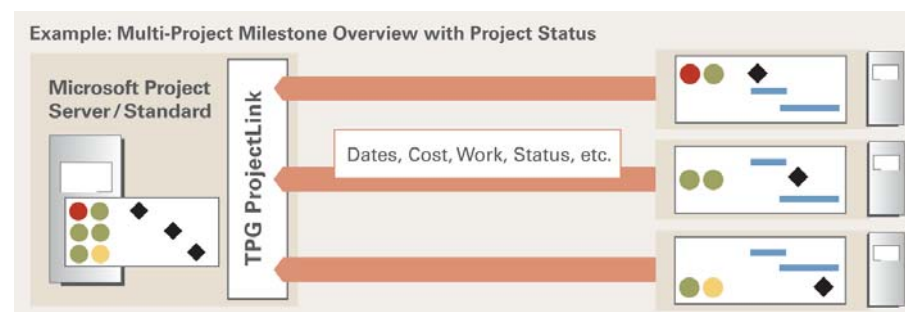 Example: Multi-Project Milestone Overview with Project Status
Microsoft Project
Server/Standard
TPG ProjectLink
Dates, Cost, Work, Status, etc.